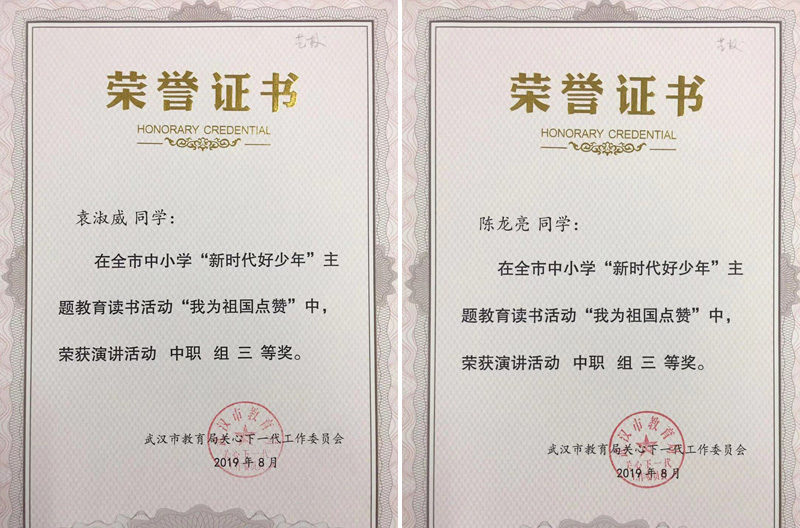 艺校
荣誉证书
HONORARY CREDENTIAL
袁淑威 同学：
在全市中小学“新时代好少年”主
题教育读书活动“我为祖国点赞”中，
荣获演讲活动 中职 组 三 等奖。
武汉市教育局关心下一代工作委员会
2019年8月
艺校
荣誉证书
HONORARY CREDENTIAL
陈龙亮 同学：
在全市中小学“新时代好少年”主
题教育读书活动“我为祖国点赞”中，
荣获演讲活动 中职 组 三 等奖。
武汉市教育局关心下一代工作委员会
2019年8月